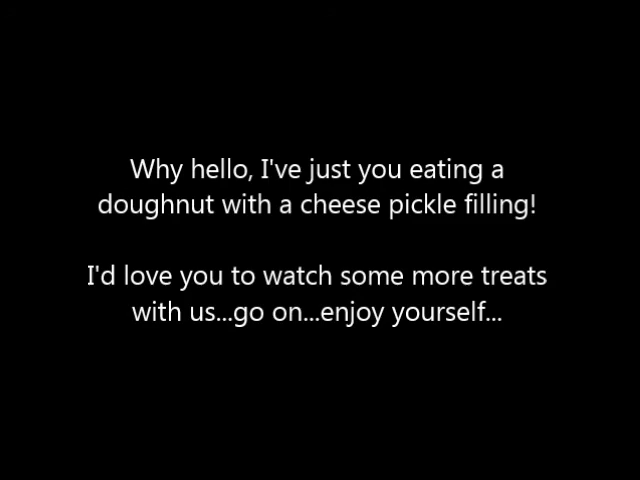 Why hello, I've just you eating a
doughnut with a cheese pickle filling!
I'd love you to watch some more treats
with us...go on...enjoy yourself...